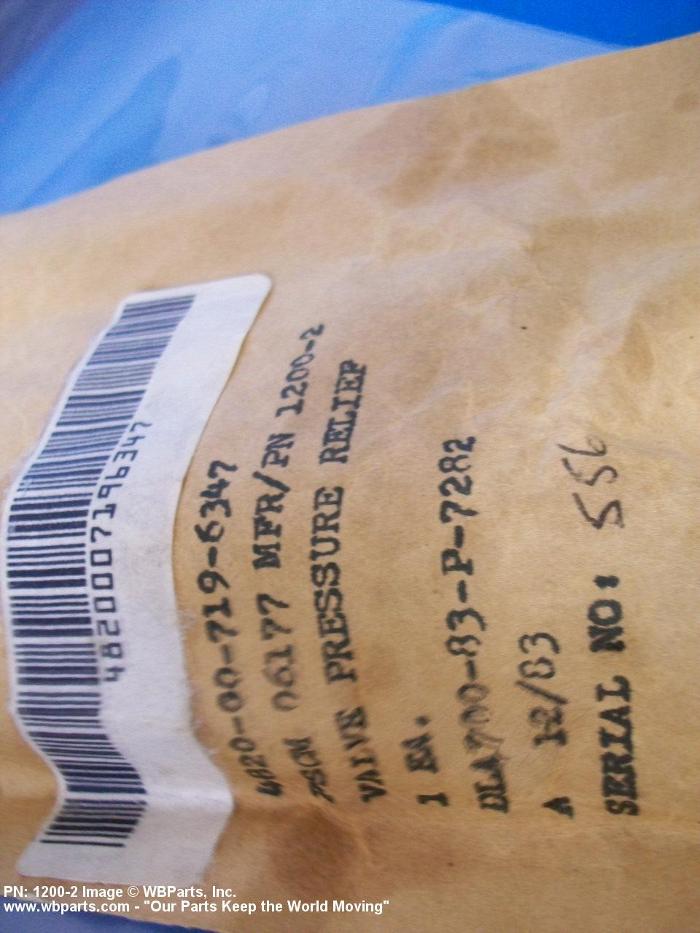 4820007196347
4820-00-719-6347
FSCM 06177 MFR/PN 1200-2
VALVE PRESSURE RELIEF
1 EA.
DLA700-83-P-7282
A 12/83
SERIAL NO: 556
PN: 1200-2 Image © WBParts, Inc.
www.wbparts.com - "Our Parts Keep the World Moving"